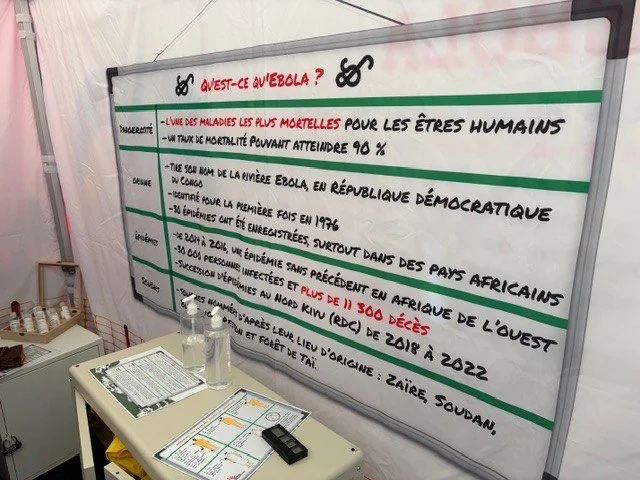 Qu'est-ce qu'Ebola ?
Dangerosité
-L'une des maladies les plus mortelles pour les êtres humains
-Un taux de mortalité pouvant atteindre 90 %
Origine
-Tire son nom de la rivière Ebola, en République Démocratique
du Congo
-Identifié pour la première fois en 1976
-30 épidémies ont été enregistrées, surtout dans des pays africains
Épidémies
-De 2014 à 2016, une épidémie sans précédent en Afrique de l'Ouest
-30 000 personnes infectées et plus de 11 300 décès
-Succession d'épidémies au Nord Kivu (RDC) de 2018 à 2022
Souches
nommées d'après leur lieu d'origine : Zaïre, Soudan,
et Forêt de Taï.